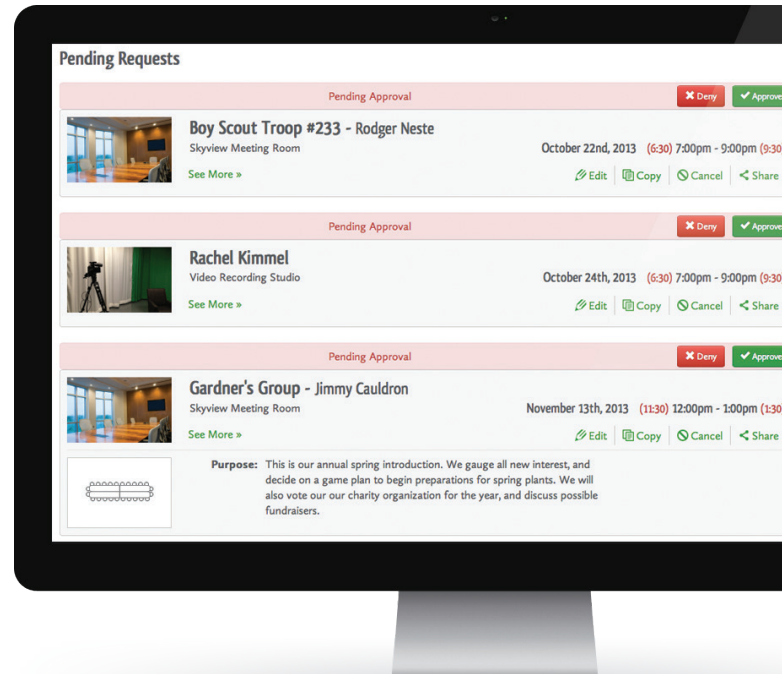 Pending Requests
Pending Approval
Deny
Approve
Boy Scout Troop #233 - Rodger Neste
Skyview Meeting Room
October 22nd, 2013 (6:30) 7:00pm - 9:00pm (9:30)
See More »
Edit
Copy
Cancel
Share
Pending Approval
Deny
Approve
Rachel Kimmel
Video Recording Studio
October 24th, 2013 (6:30) 7:00pm - 9:00pm (9:30)
See More »
Edit
Copy
Cancel
Share
Pending Approval
Deny
Approve
Gardner's Group - Jimmy Cauldron
Skyview Meeting Room
November 13th, 2013 (11:30) 12:00pm - 1:00pm (1:30)
See More »
Edit
Copy
Cancel
Share
Purpose: This is our annual spring introduction. We gauge all new interest, and
decide on a game plan to begin preparations for spring plants. We will
also vote our our charity organization for the year, and discuss possible
fundraisers.